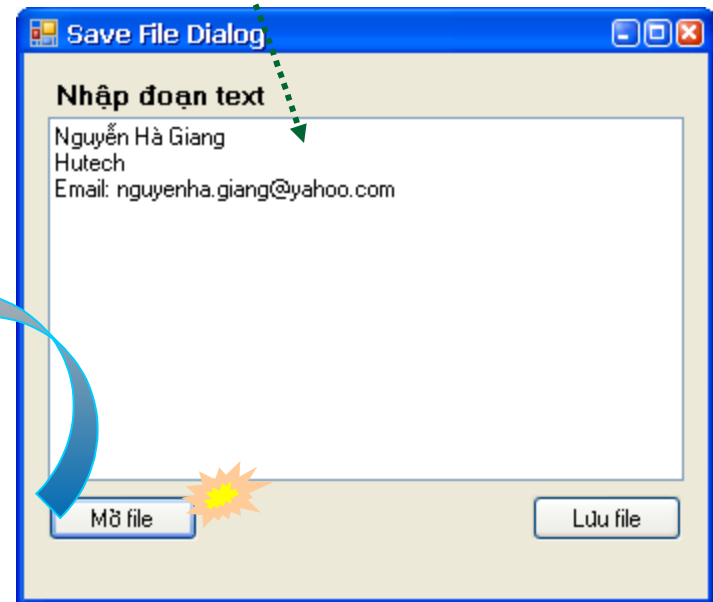 Save File Dialog
Nhập đoạn text
Nguyễn Hà Giang
Hutech
Email: nguyenha.giang@yahoo.com
Mở file
Lưu file